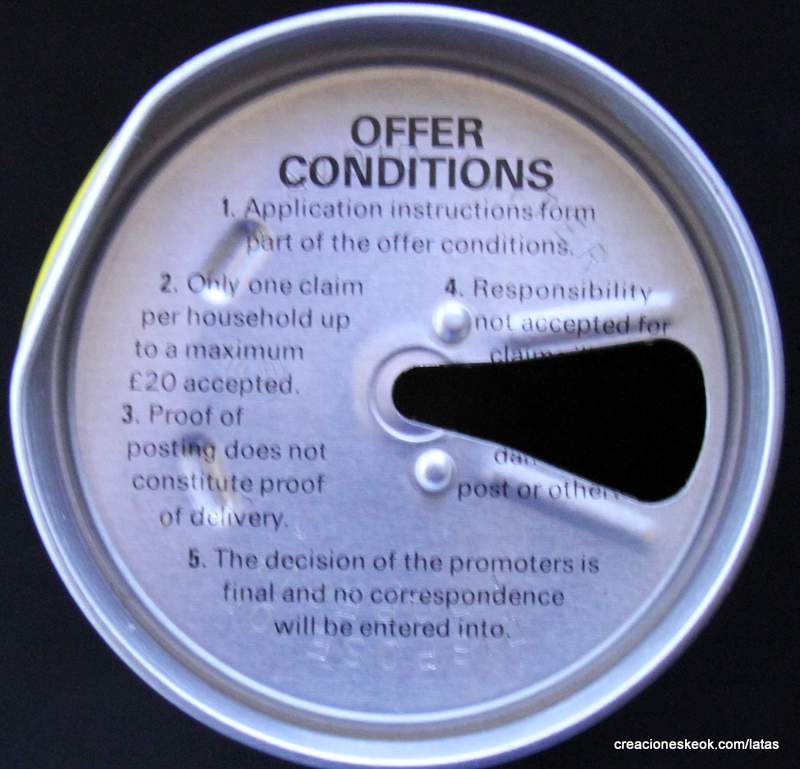 OFFER
CONDITIONS
1. Application instructions form
part of the offer conditions.
2. Only one claim
per household up
to a maximum
£20 accepted.
3. Proof of
posting does not
constitute proof
of delivery.
4. Responsibility
not accepted for
post or
5. The decision of the promoters is
final and no correspondence
will be entered into.
creacioneskeok.com/latas